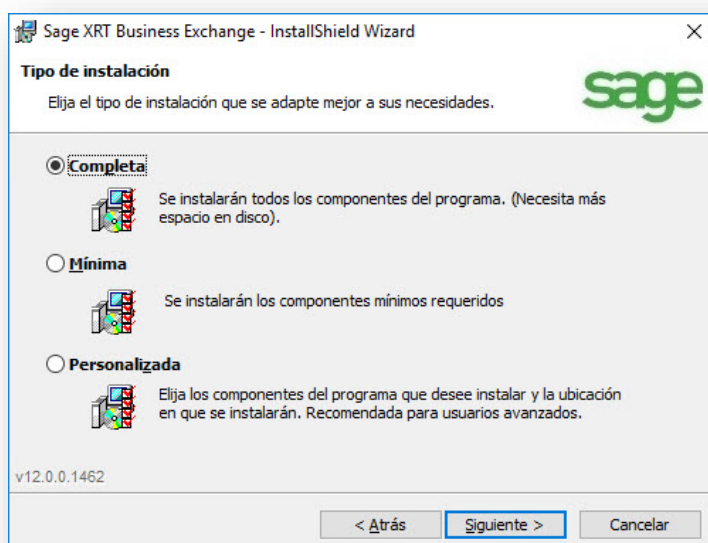 Sage XRT Business Exchange - InstallShield Wizard
Tipo de instalación
Elija el tipo de instalación que se adapte mejor a sus necesidades.
sage
Completa
Se instalarán todos los componentes del programa. (Necesita más
espacio en disco).
Mínima
Se instalarán los componentes mínimos requeridos
Personalizada
Elija los componentes del programa que desee instalar y la ubicación
en que se instalarán. Recomendada para usuarios avanzados.
v12.0.0.1462
< Atrás
Siguiente >
Cancelar